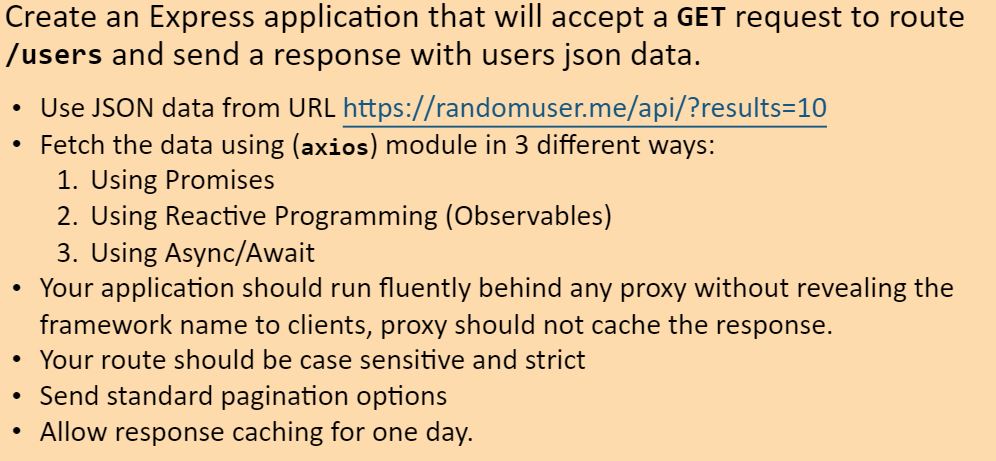 Create an Express application that will accept a GET request to route
/users and send a response with users json data.
• Use JSON data from URL https://randomuser.me/api/?results=10
• Fetch the data using (axios) module in 3 different ways:
1. Using Promises
2. Using Reactive Programming (Observables)
3. Using Async/Await
• Your application should run fluently behind any proxy without revealing the
framework name to clients, proxy should not cache the response.
• Your route should be case sensitive and strict
• Send standard pagination options
• Allow response caching for one day.